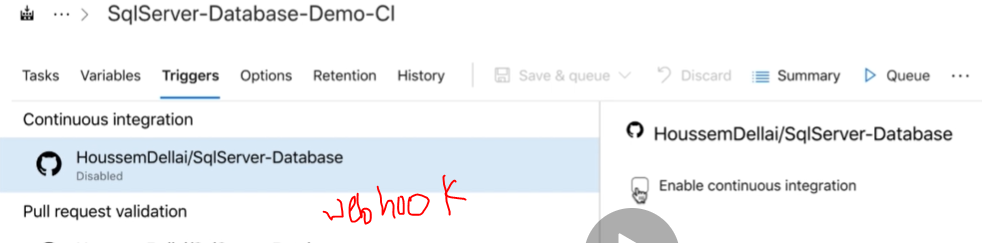 ... > SqlServer-Database-Demo-CI
Tasks Variables Triggers Options Retention History Save & queue Discard Summary Queue ...
Continuous integration
HoussemDellai/SqlServer-Database
Disabled
Pull request validation
webhook
HoussemDellai/SqlServer-Database
Enable continuous integration